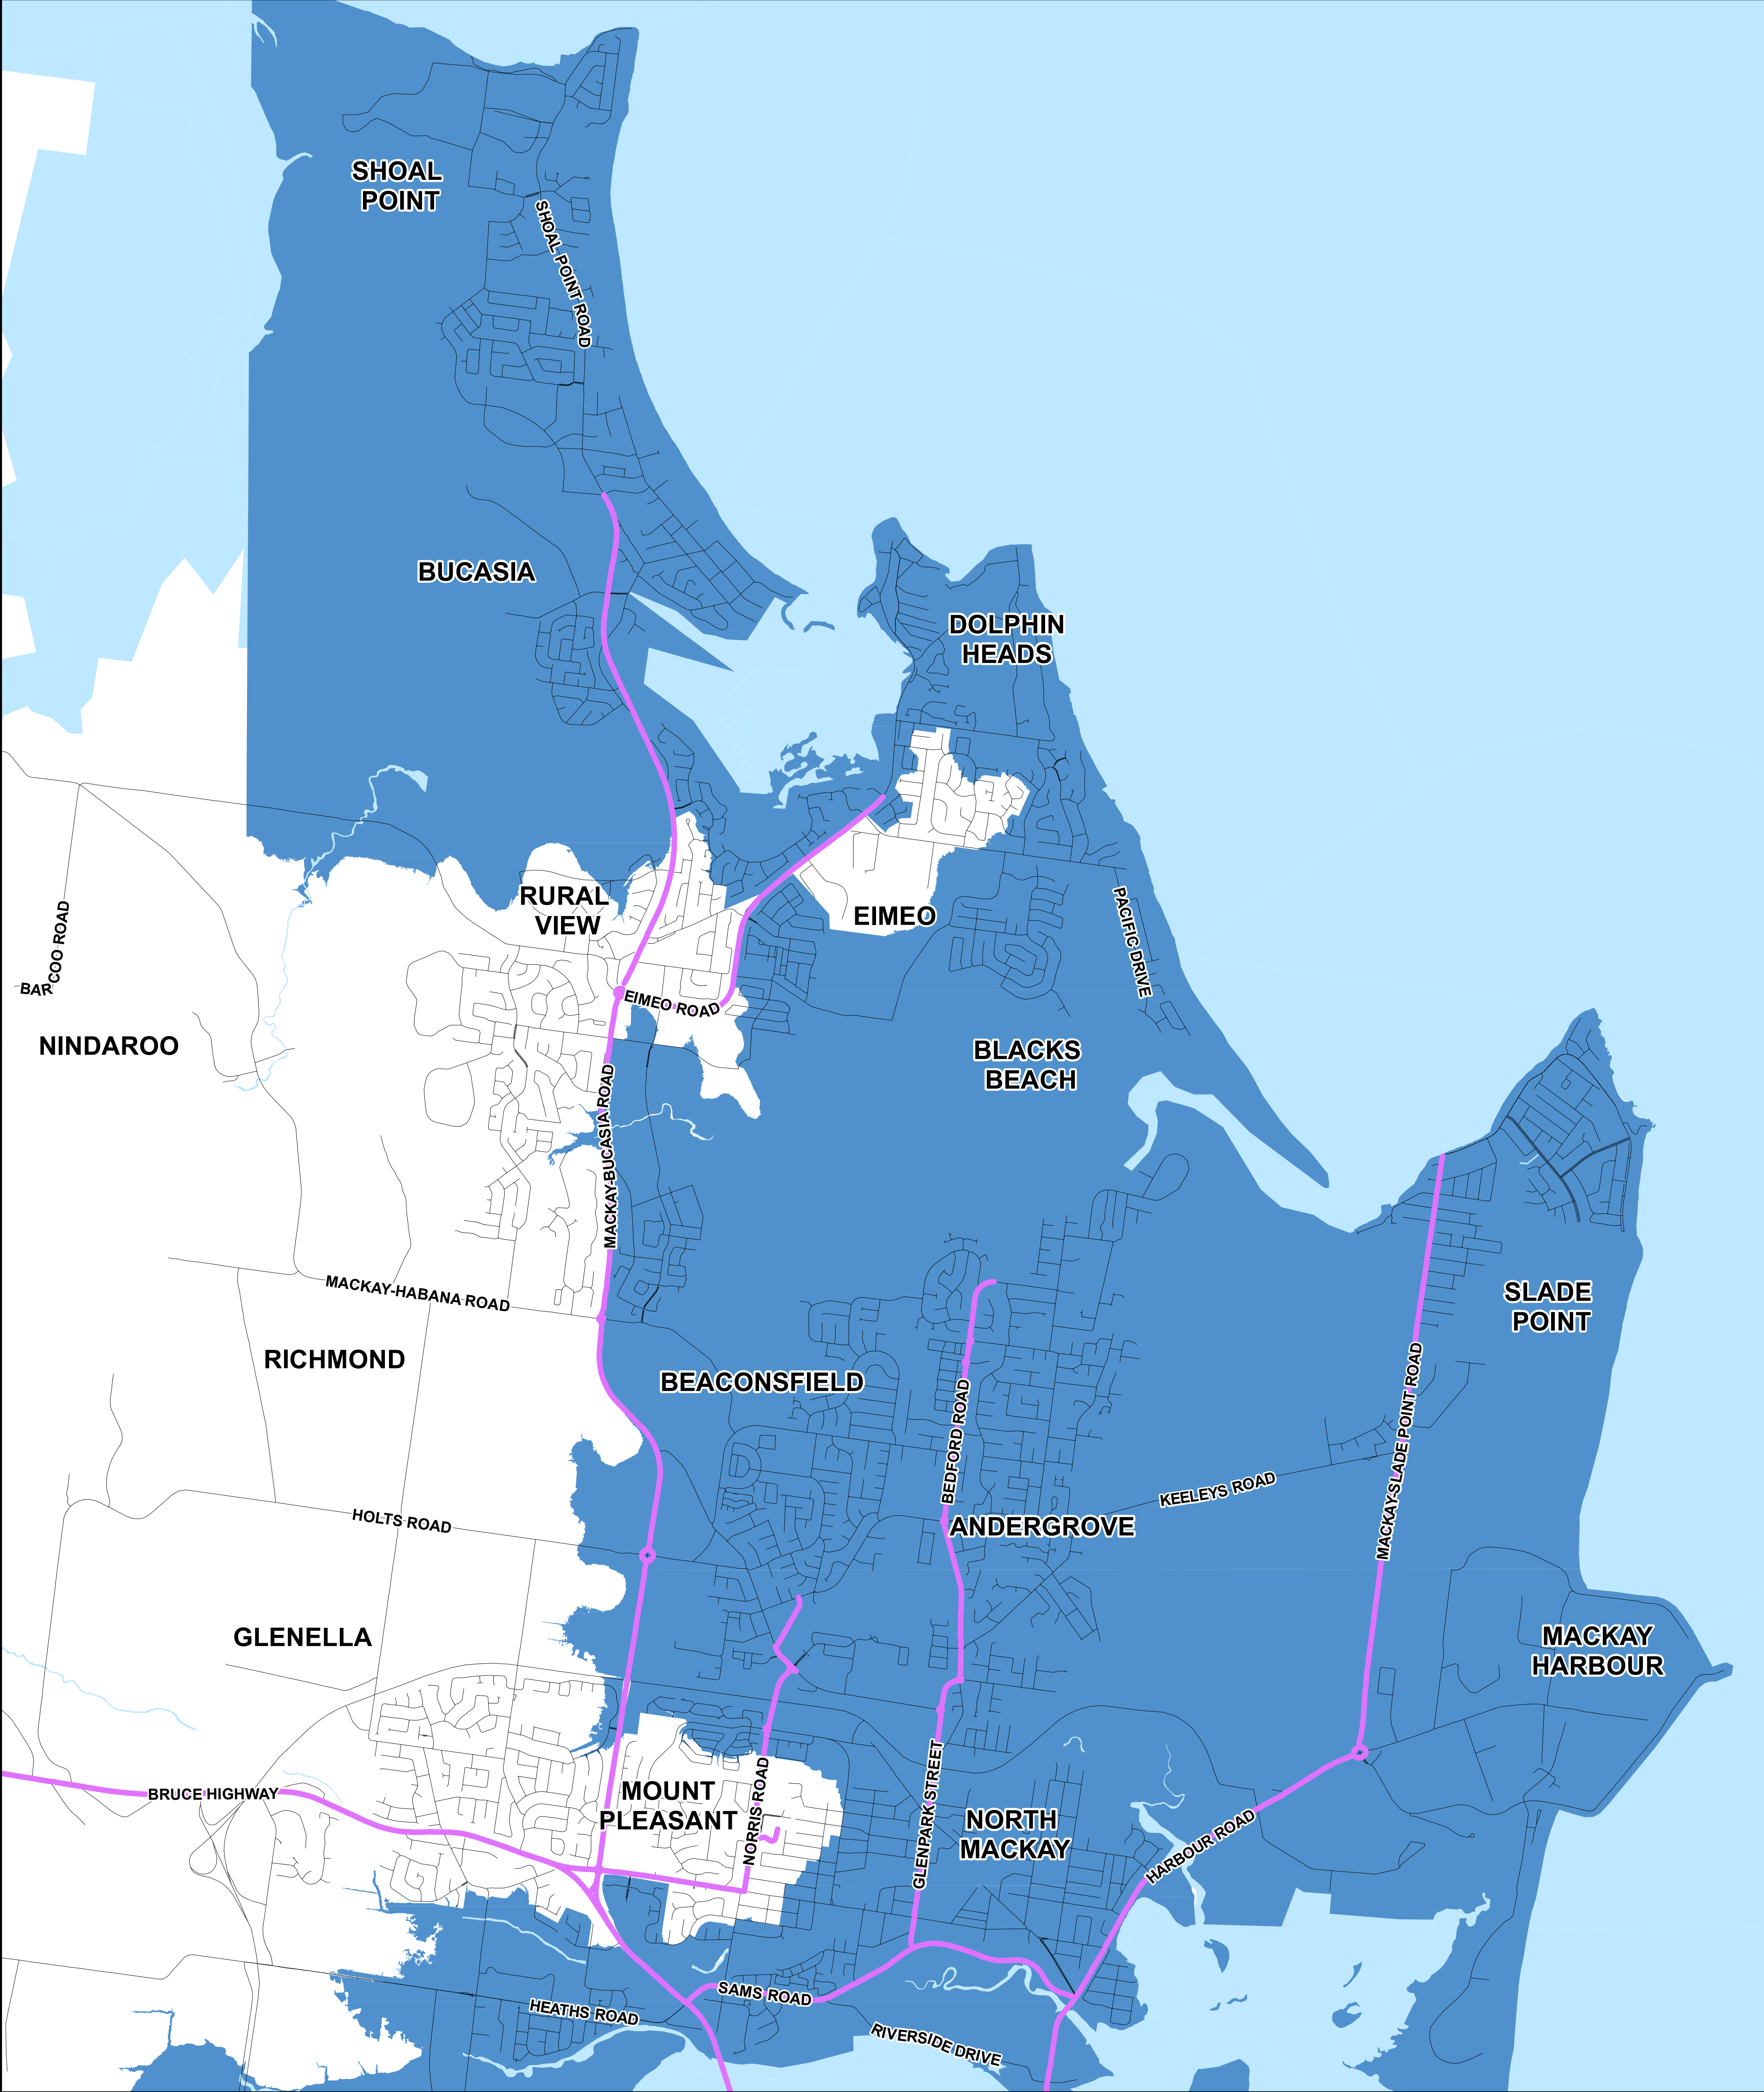 SHOAL
POINT
SHOAL POINT ROAD
BUCASIA
DOLPHIN
HEADS
RURAL
VIEW
EIMEO
PACIFIC DRIVE
BARCOO ROAD
EIMEO ROAD
NINDAROO
BLACKS
BEACH
MACKAY-BUCASIA ROAD
MACKAY-HABANA ROAD
SLADE
POINT
RICHMOND
BEACONSFIELD
BEDFORD ROAD
MACKAY-SLADE POINT ROAD
KEELEYS ROAD
HOLTS ROAD
ANDERGROVE
GLENELLA
MACKAY
HARBOUR
BRUCE HIGHWAY
MOUNT
PLEASANT
NORRIS ROAD
GLENPARK STREET
NORTH
MACKAY
HARBOUR ROAD
SAMS ROAD
HEATHS ROAD
RIVERSIDE DRIVE